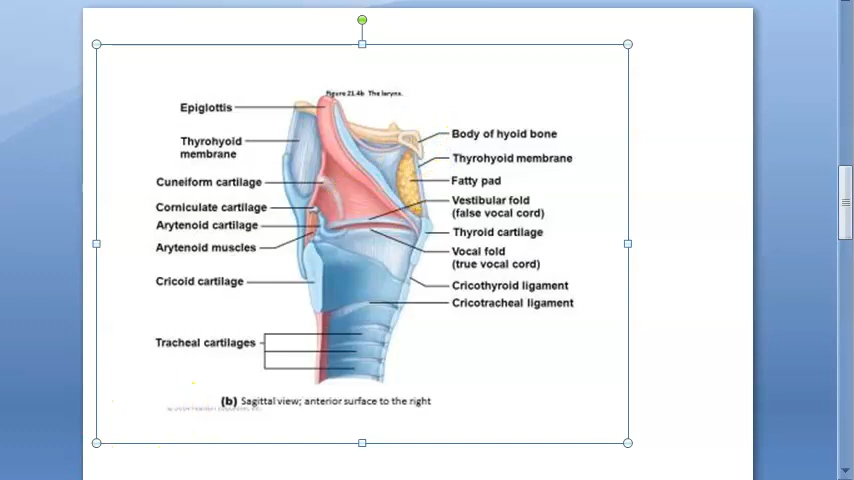 Figure 21.4b The larynx.
Epiglottis
Thyrohyoid
membrane
Cuneiform cartilage
Corniculate cartilage
Arytenoid cartilage
Arytenoid muscles
Cricoid cartilage
Tracheal cartilages
Body of hyoid bone
Thyrohyoid membrane
Fatty pad
Vestibular fold
(false vocal cord)
Thyroid cartilage
Vocal fold
(true vocal cord)
Cricothyroid ligament
Cricotracheal ligament
(b) Sagittal view; anterior surface to the right